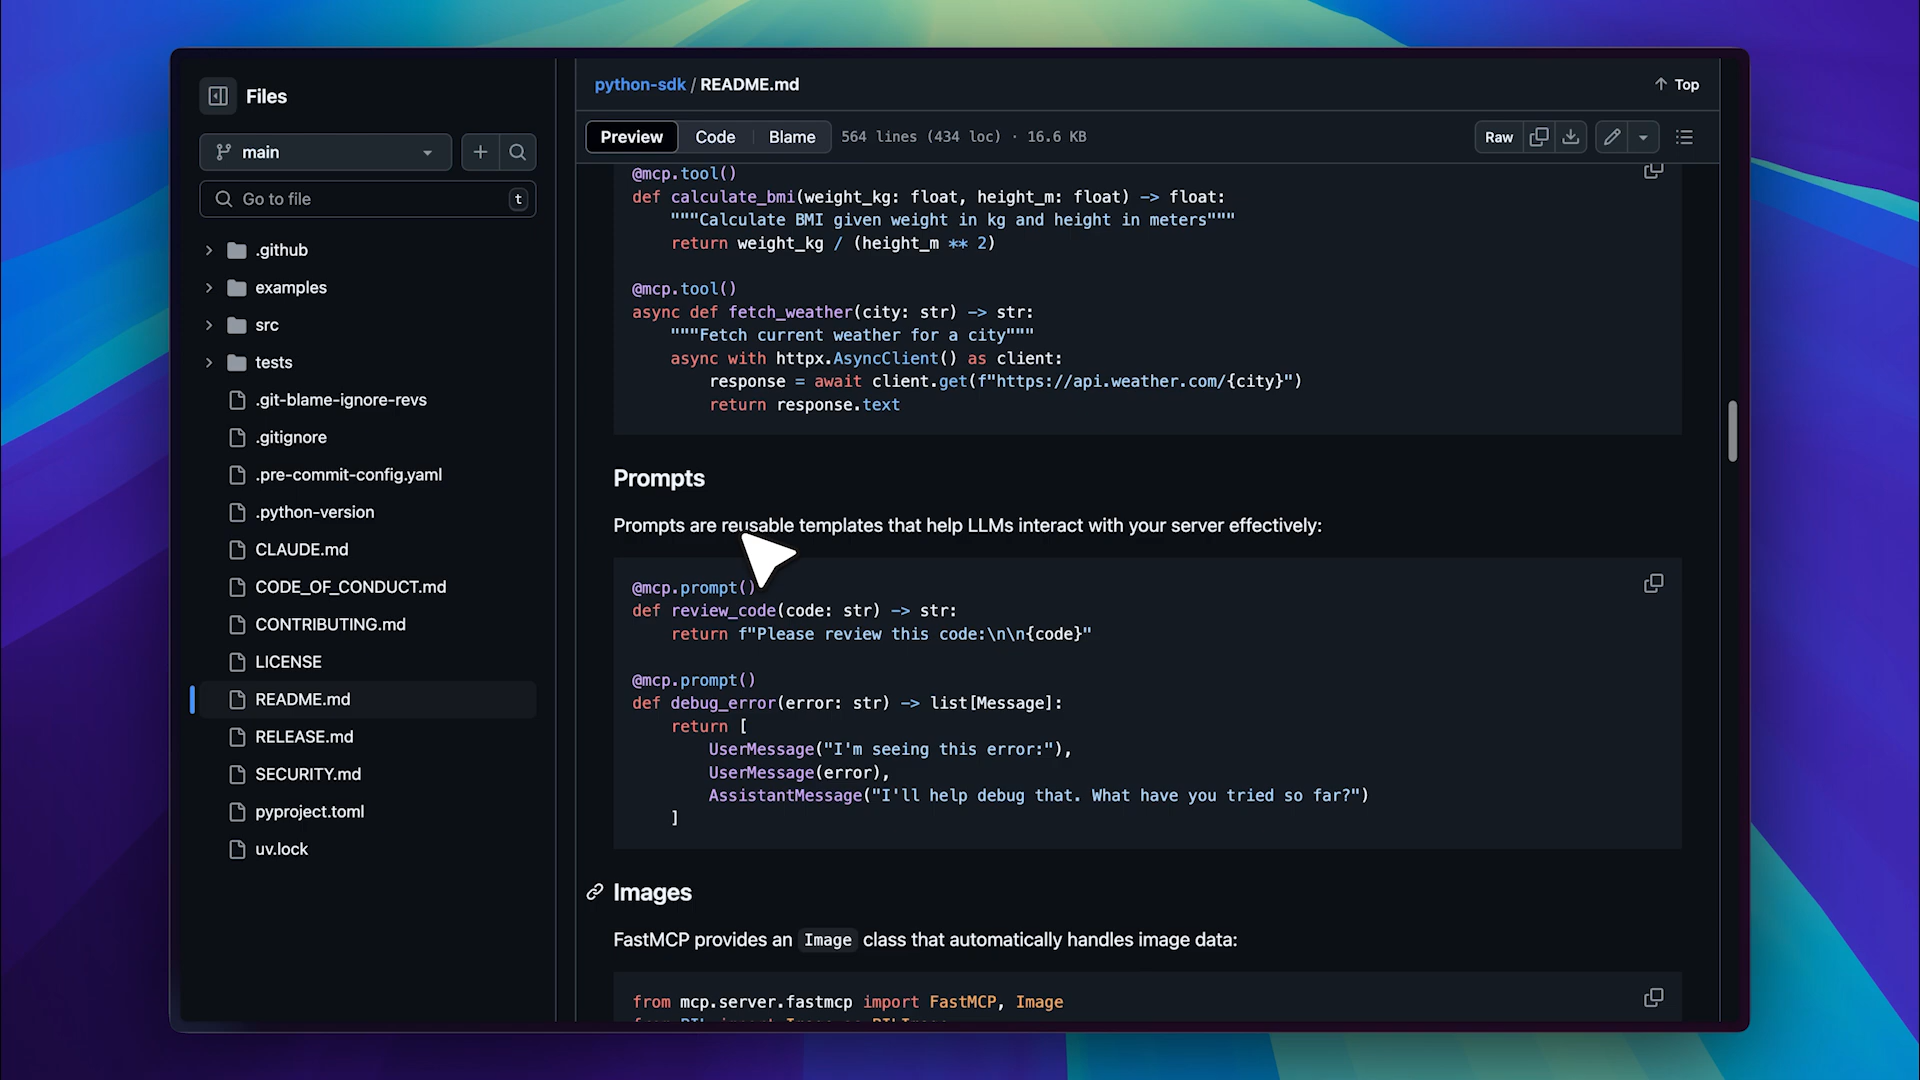 Files
main
Go to file
t
.github
examples
src
tests
.git-blame-ignore-revs
.gitignore
.pre-commit-config.yaml
.python-version
CLAUDE.md
CODE_OF_CONDUCT.md
CONTRIBUTING.md
LICENSE
README.md
RELEASE.md
SECURITY.md
pyproject.toml
uv.lock
python-sdk / README.md
Top
Preview Code Blame 564 lines (434 loc) · 16.6 KB
Raw
@mcp.tool()
def calculate_bmi(weight_kg: float, height_m: float) -> float:
"""Calculate BMI given weight in kg and height in meters"""
return weight_kg / (height_m ** 2)
@mcp.tool()
async def fetch_weather(city: str) -> str:
"""Fetch current weather for a city"""
async with httpx.AsyncClient() as client:
response = await client.get(f"https://api.weather.com/{city}")
return response.text
Prompts
Prompts are reusable templates that help LLMs interact with your server effectively:
@mcp.prompt()
def review_code(code: str) -> str:
return f"Please review this code:\n\n{code}"
@mcp.prompt()
def debug_error(error: str) -> list[Message]:
return [
UserMessage("I'm seeing this error:"),
UserMessage(error),
AssistantMessage("I'll help debug that. What have you tried so far?")
]
Images
FastMCP provides an Image class that automatically handles image data:
from mcp.server.fastmcp import FastMCP, Image